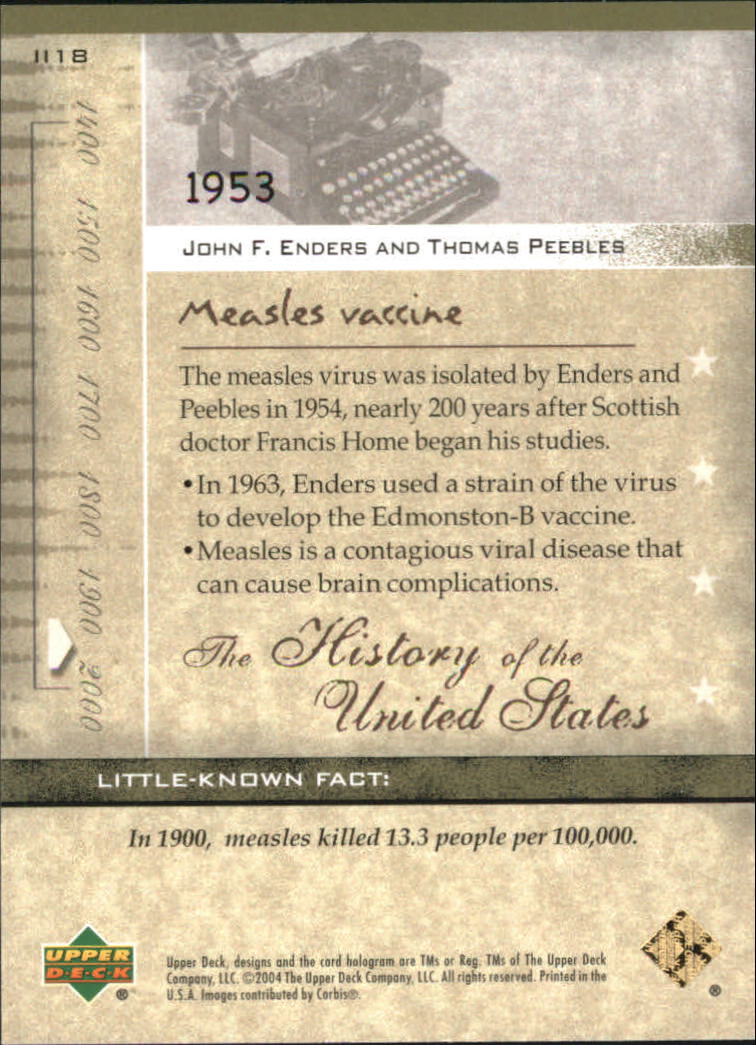 II18
1953
JOHN F. ENDERS AND THOMAS PEEBLES
Measles vaccine
The measles virus was isolated by Enders and
Peebles in 1954, nearly 200 years after Scottish
doctor Francis Home began his studies.
•In 1963, Enders used a strain of the virus
to develop the Edmonston-B vaccine.
•Measles is a contagious viral disease that
can cause brain complications.
The History of the
United States
1400 1500 1600 1700 1800 1900 2000
LITTLE-KNOWN FACT:
In 1900, measles killed 13.3 people per 100,000.
UPPER
D·E·C·K
®
Upper Deck, designs and the card hologram are TMs or Reg. TMs of The Upper Deck
Company, LLC. ©2004 The Upper Deck Company, LLC. All rights reserved. Printed in the
U.S.A. Images contributed by Corbis®.
®